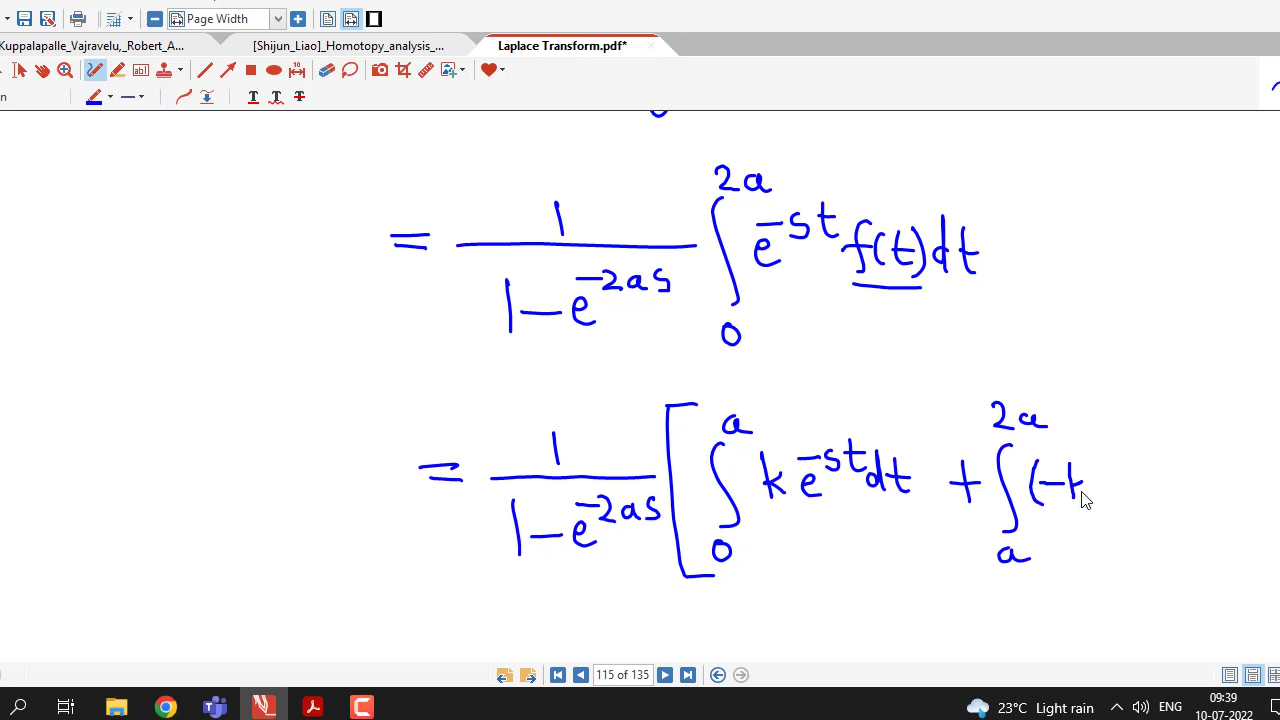 Page Width
Kuppalapalle_Vajravelu,_Robert_A... [Shijun_Liao]_Homotopy_analysis_... Laplace Transform.pdf*
= 1/(1-e^{-2as}) ∫_0^{2a} e^{-st} f(t) dt
= 1/(1-e^{-2as}) [ ∫_0^a k e^{-st} dt + ∫_a^{2a} (-k
115 of 135
23°C Light rain ENG 09:39
10-07-2022